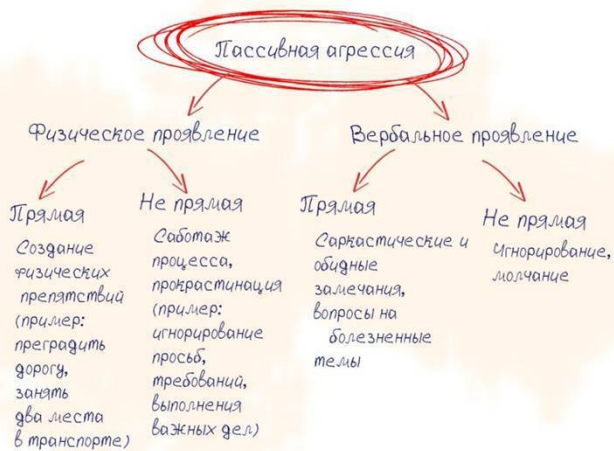 Пассивная агрессия
Физическое проявление
Вербальное проявление
Прямая
Создание
физических
препятствий
(пример:
преградить
дорогу,
занять
два места
в транспорте)
Не прямая
Саботаж
процесса,
прокрастинация
(пример:
игнорирование
просьб,
требований,
выполнения
важных дел)
Прямая
Саркастические и
обидные
замечания,
вопросы на
болезненные
темы
Не прямая
Игнорирование,
молчание